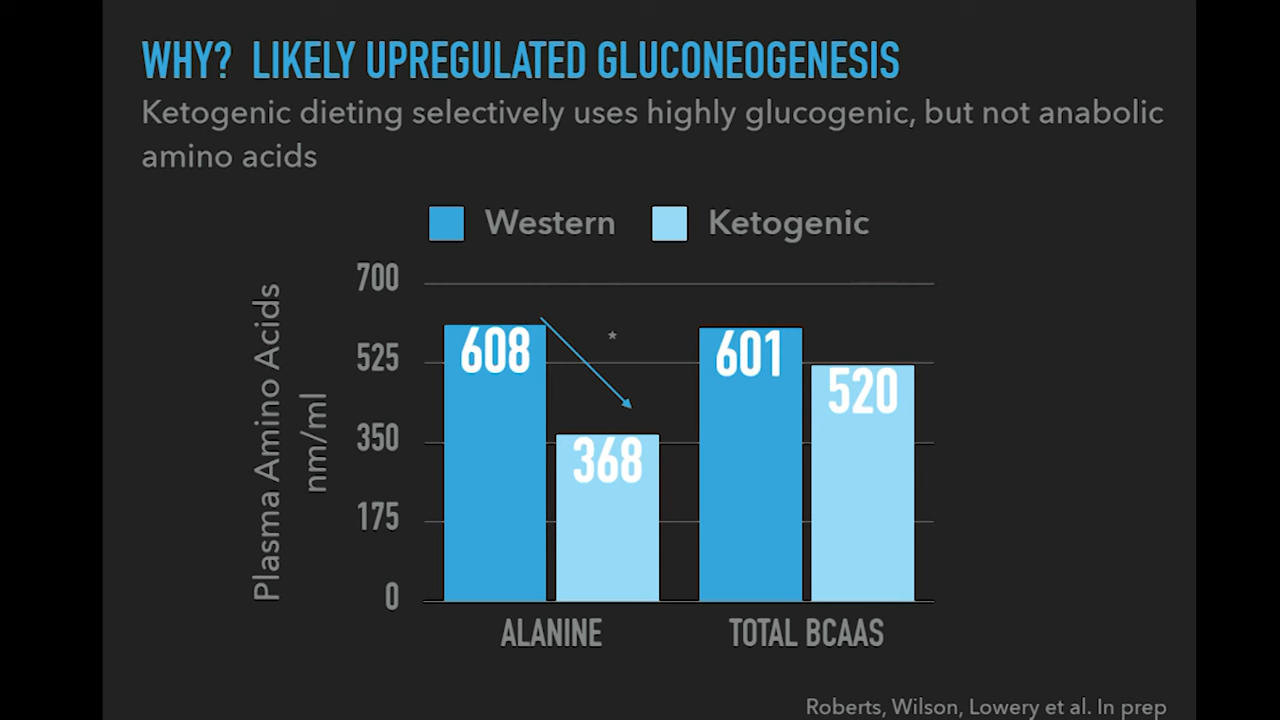 WHY? LIKELY UPREGULATED GLUCONEOGENESIS
Ketogenic dieting selectively uses highly glucogenic, but not anabolic
amino acids
Western
Ketogenic
Plasma Amino Acids
nm/ml
700
525
350
175
0
608
*
368
601
520
ALANINE
TOTAL BCAAS
Roberts, Wilson, Lowery et al. In prep